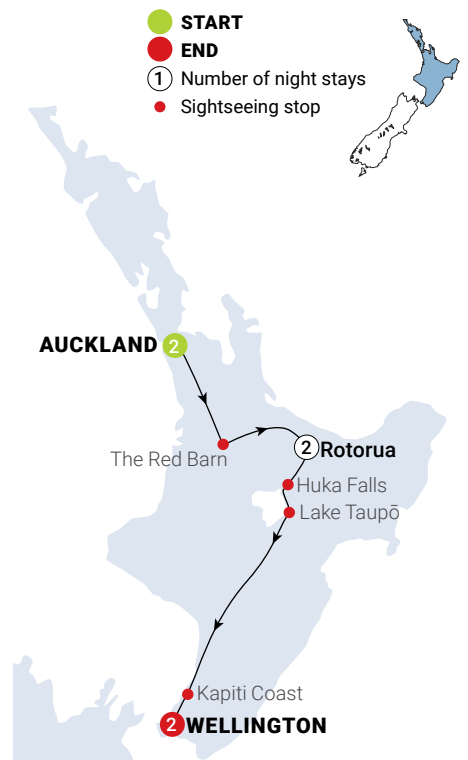 START
END
1 Number of night stays
Sightseeing stop
AUCKLAND 2
The Red Barn
2 Rotorua
Huka Falls
Lake Taupō
Kapiti Coast
2 WELLINGTON